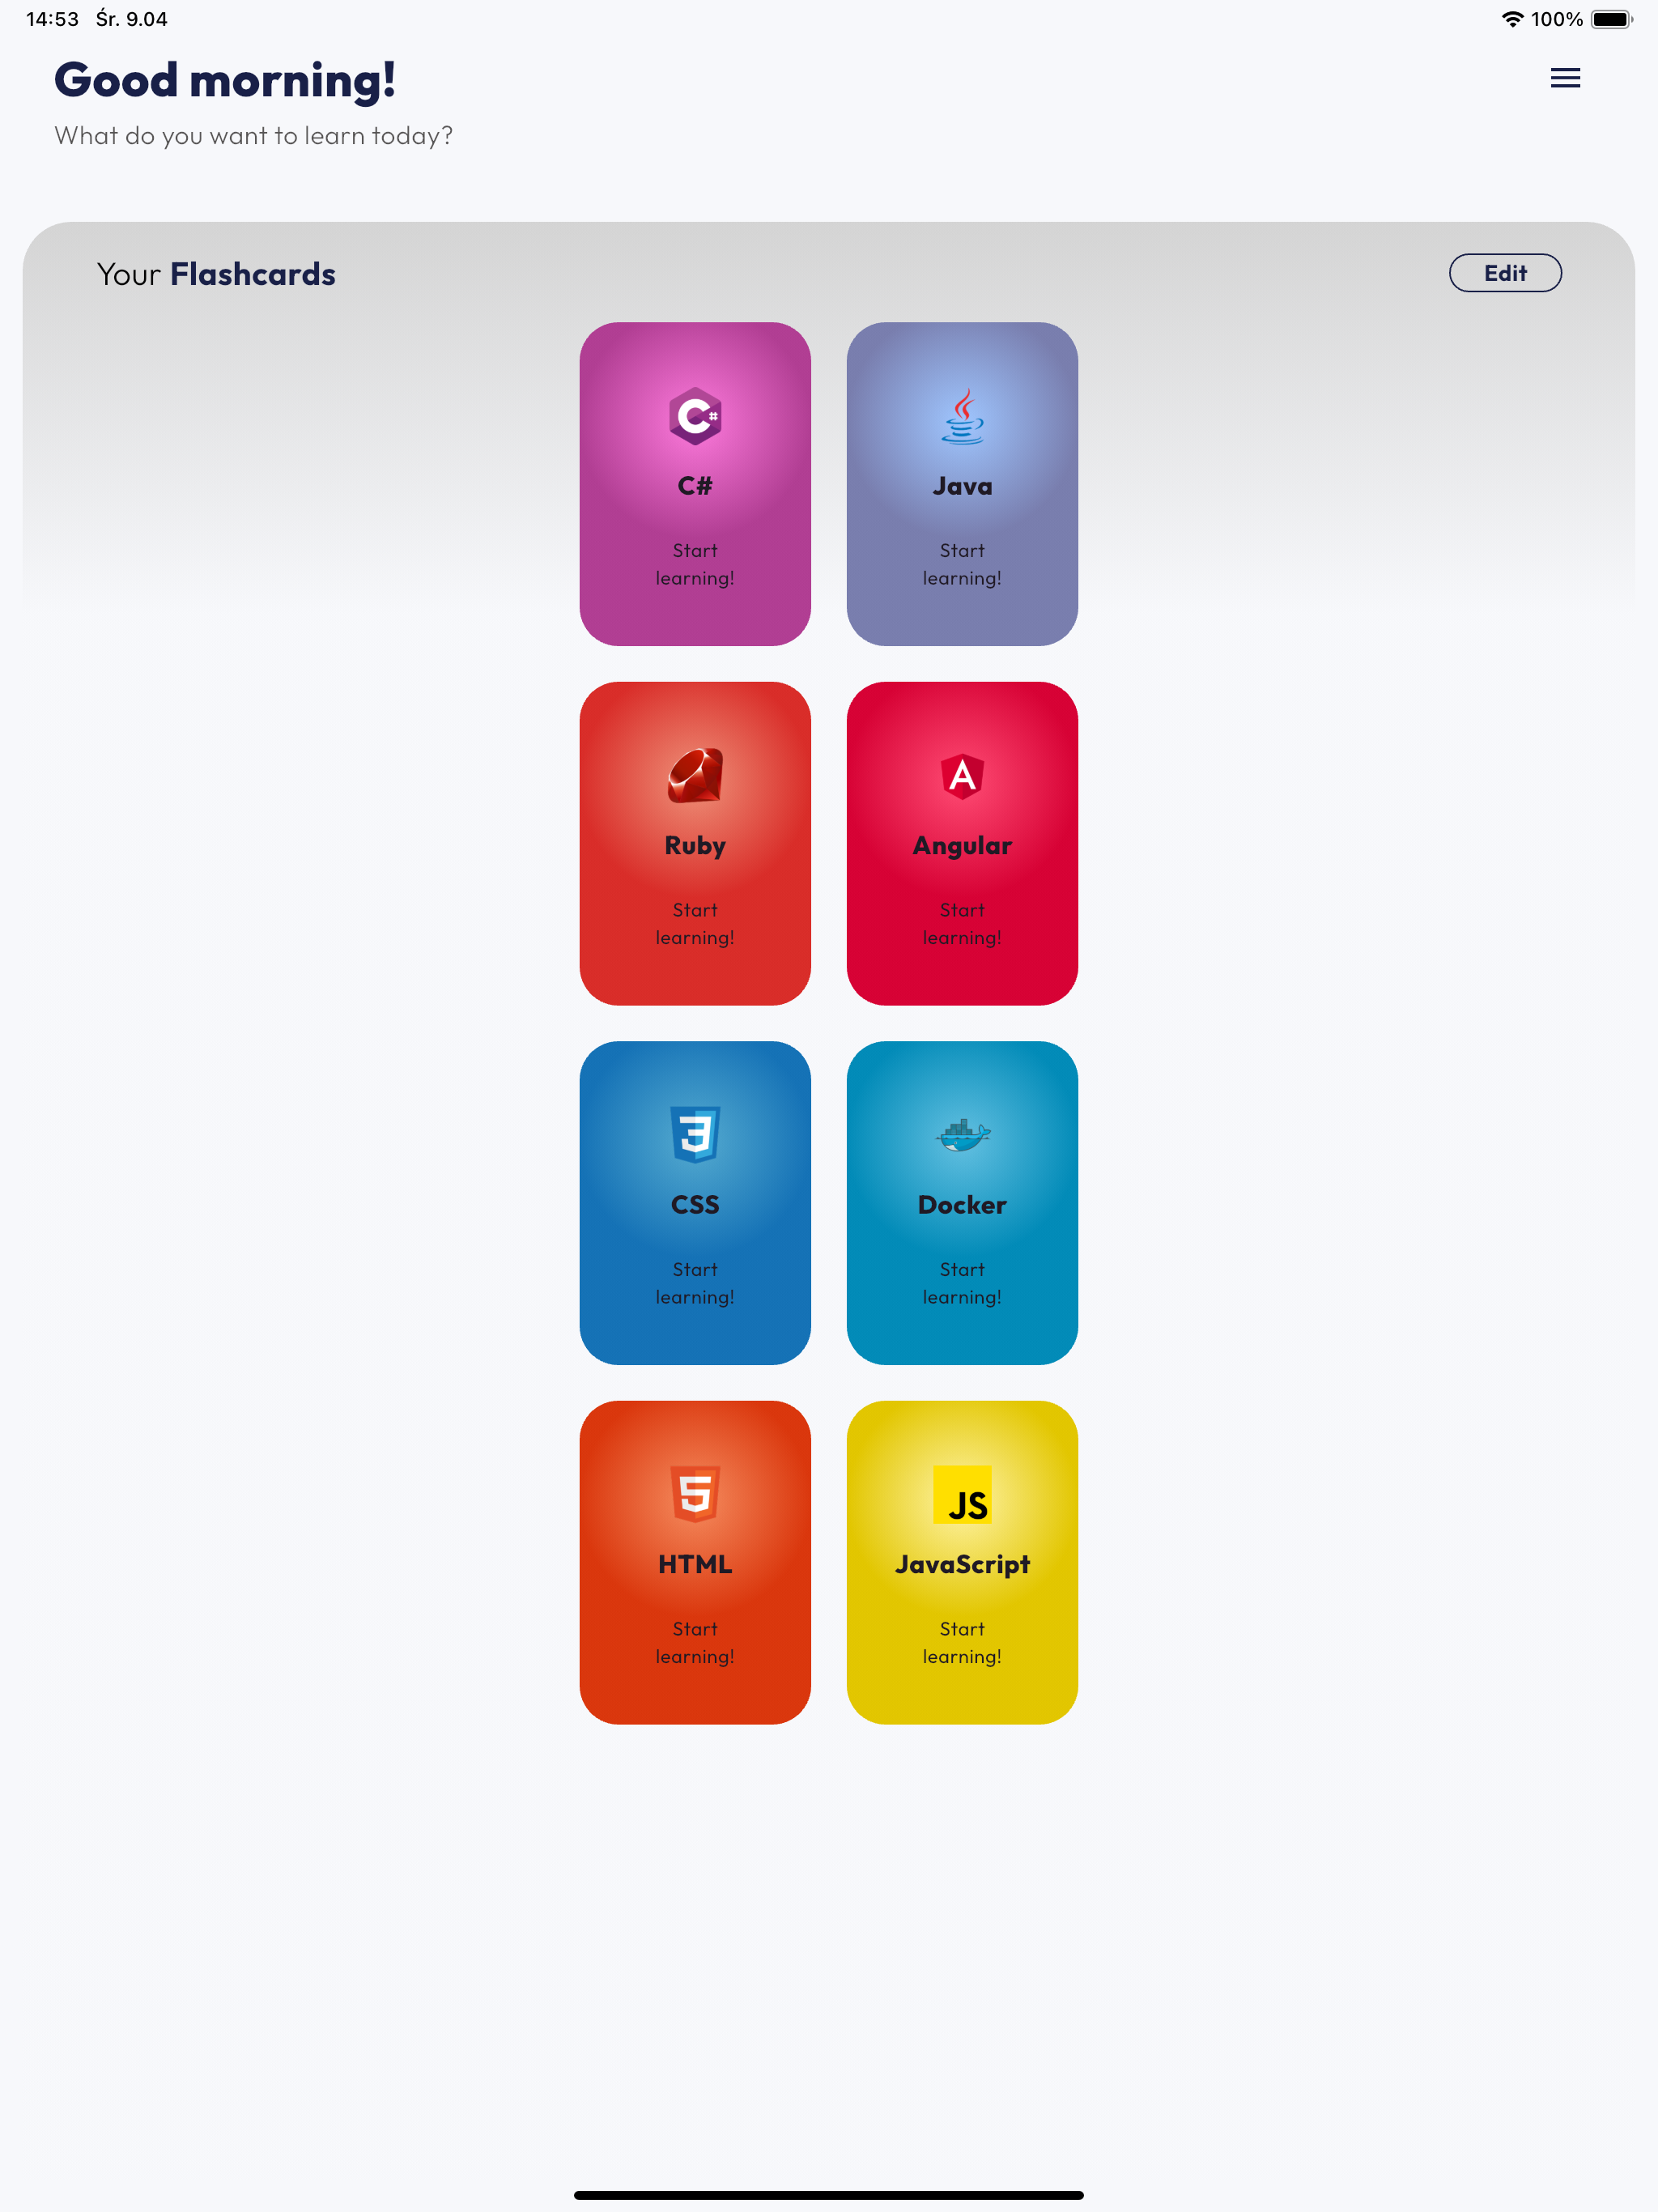 14:53 Śr. 9.04 100%
Good morning!
What do you want to learn today?
Your Flashcards Edit
C#
C# Java
Start Start
learning! learning!
A
Ruby Angular
Start Start
learning! learning!
3
CSS Docker
Start Start
learning! learning!
5 JS
HTML JavaScript
Start Start
learning! learning!